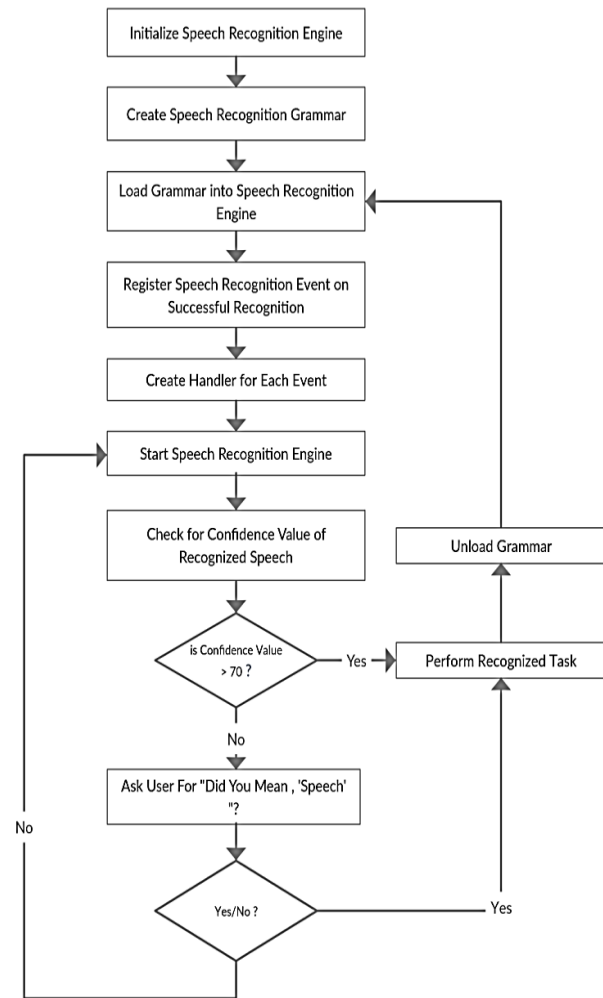 Initialize Speech Recognition Engine
Create Speech Recognition Grammar
Load Grammar into Speech Recognition
Engine
Register Speech Recognition Event on
Successful Recognition
Create Handler for Each Event
Start Speech Recognition Engine
Check for Confidence Value of
Recognized Speech
Unload Grammar
is Confidence Value
> 70 ?
Yes
Perform Recognized Task
No
Ask User For "Did You Mean , 'Speech'
"?
No
Yes/No ?
Yes